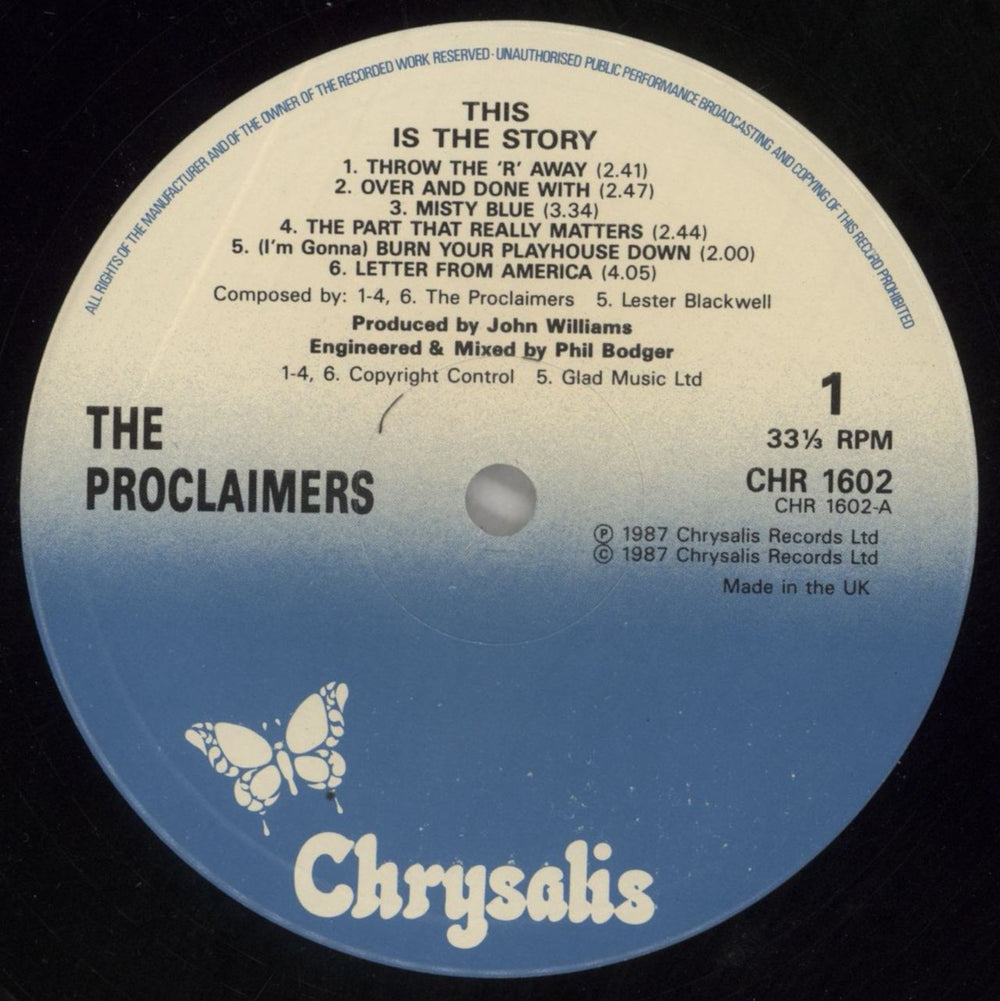 ALL RIGHTS OF THE MANUFACTURER AND OF THE OWNER OF THE RECORDED WORK RESERVED · UNAUTHORISED PUBLIC PERFORMANCE BROADCASTING AND COPYING OF THIS RECORD PROHIBITED
THIS
IS THE STORY
1. THROW THE ‘R’ AWAY (2.41)
2. OVER AND DONE WITH (2.47)
3. MISTY BLUE (3.34)
4. THE PART THAT REALLY MATTERS (2.44)
5. (I'm Gonna) BURN YOUR PLAYHOUSE DOWN (2.00)
6. LETTER FROM AMERICA (4.05)
Composed by: 1-4, 6. The Proclaimers 5. Lester Blackwell
Produced by John Williams
Engineered & Mixed by Phil Bodger
1-4, 6. Copyright Control 5. Glad Music Ltd
THE
PROCLAIMERS
1
33⅓ RPM
CHR 1602
CHR 1602-A
℗ 1987 Chrysalis Records Ltd
© 1987 Chrysalis Records Ltd
Made in the UK
Chrysalis